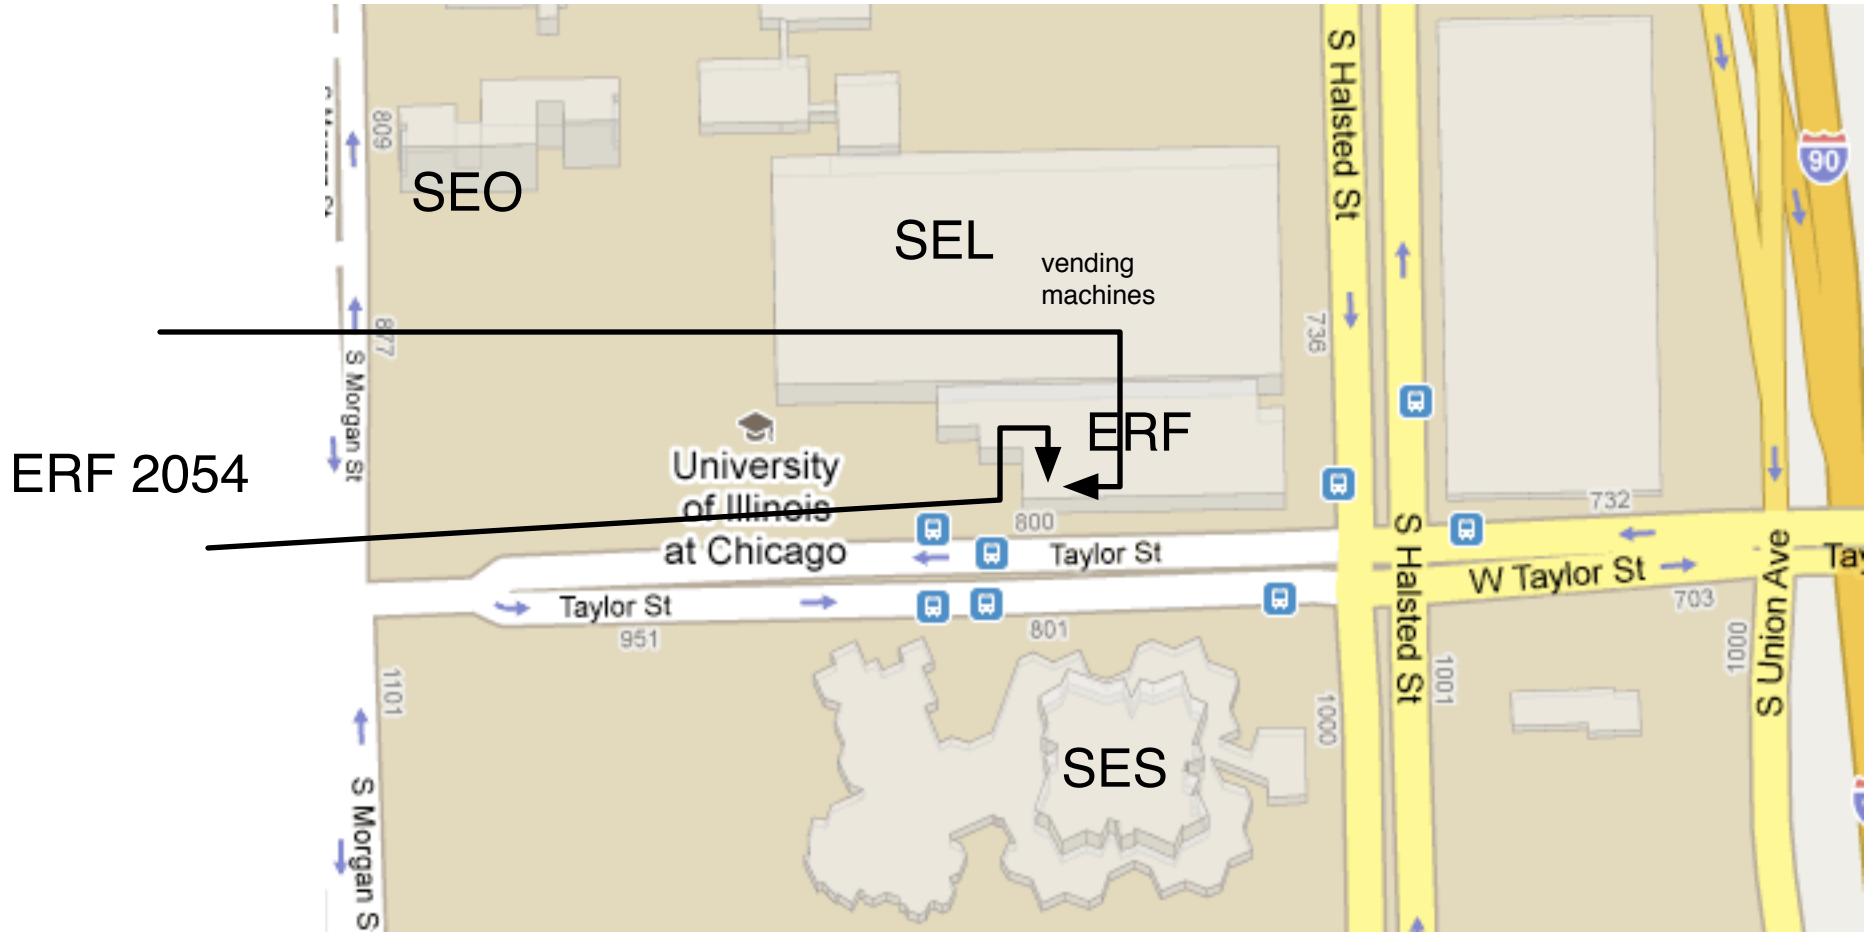 S Halsted St
809
90
SEO
SEL
vending
machines
736
877
S Morgan St
ERF
ERF 2054
University
of Illinois
at Chicago
732
800
Taylor St
S Halsted St
W Taylor St
S Union Ave
Tay
Taylor St
703
951
801
1000
1101
1001
1000
SES
S Morgan S